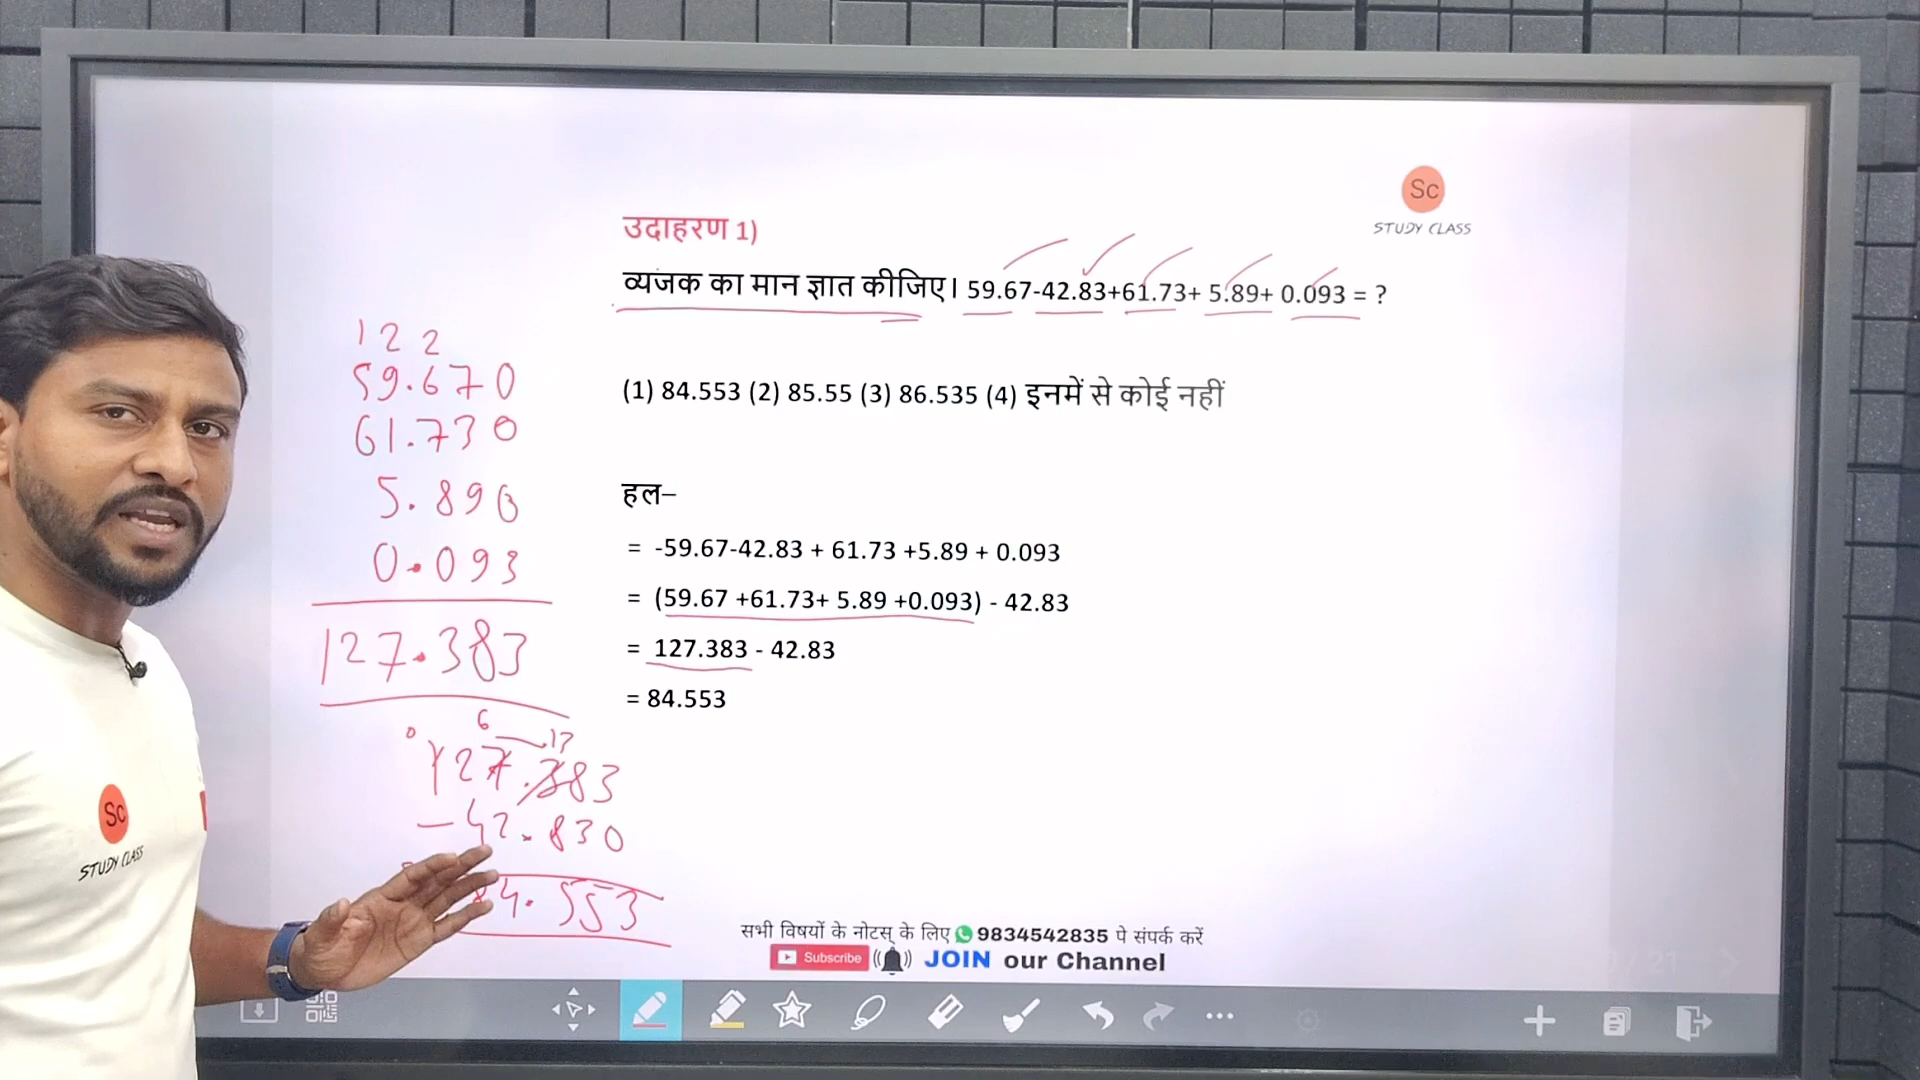 Sc
STUDY CLASS
उदाहरण 1)
व्यजक का मान ज्ञात कीजिए। 59.67-42.83+61.73+ 5.89+ 0.093 = ?
(1) 84.553 (2) 85.55 (3) 86.535 (4) इनमें से कोई नहीं
हल–
= -59.67-42.83 + 61.73 +5.89 + 0.093
= (59.67 +61.73+ 5.89 +0.093) - 42.83
= 127.383 - 42.83
= 84.553
1 2 2
59.670
61.730
5.890
0.093
127.383
0 6 13
127.383
- 42.830
84.553
सभी विषयों के नोटस् के लिए 9834542835 पे संपर्क करें
Subscribe JOIN our Channel
Sc
STUDY CLASS